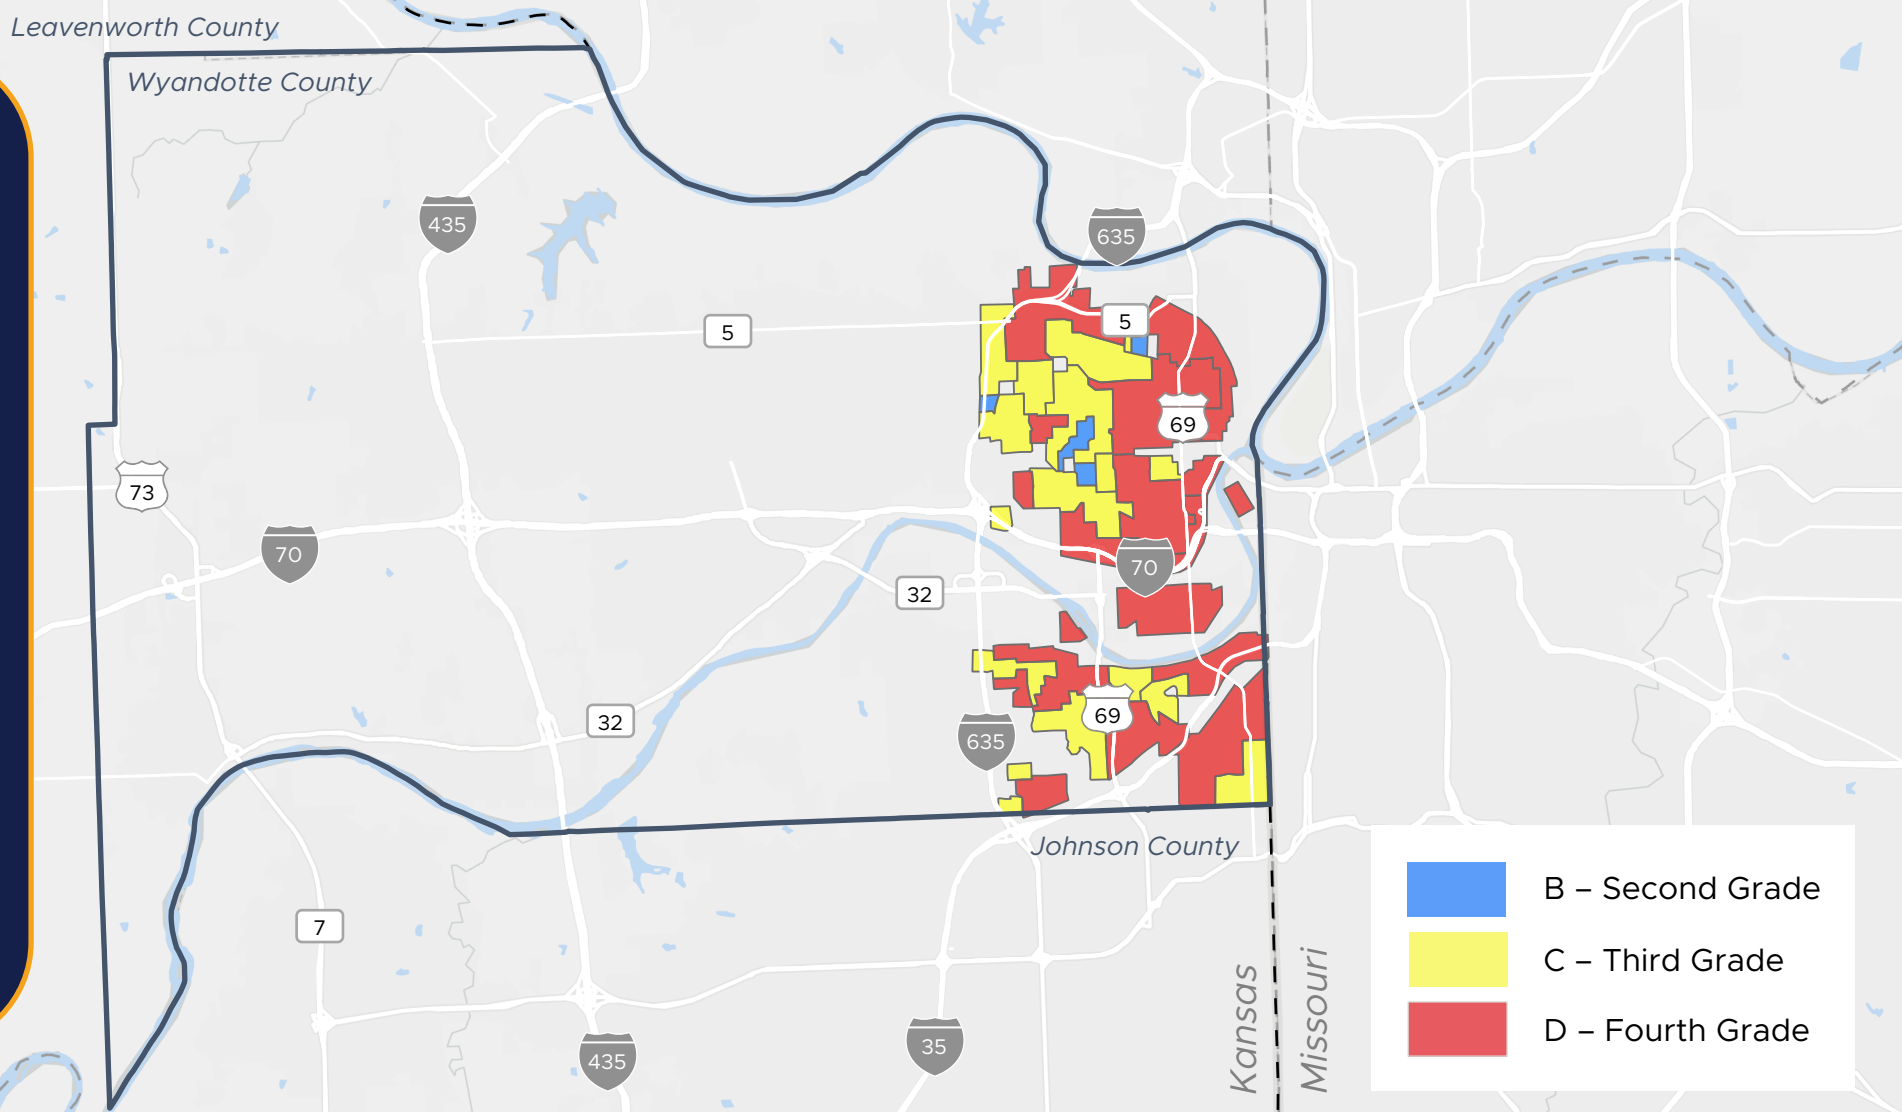 Leavenworth County
Wyandotte County
435
635
5
5
69
73
70
70
32
32
69
635
Johnson County
7
435
35
Kansas
Missouri
B – Second Grade
C – Third Grade
D – Fourth Grade